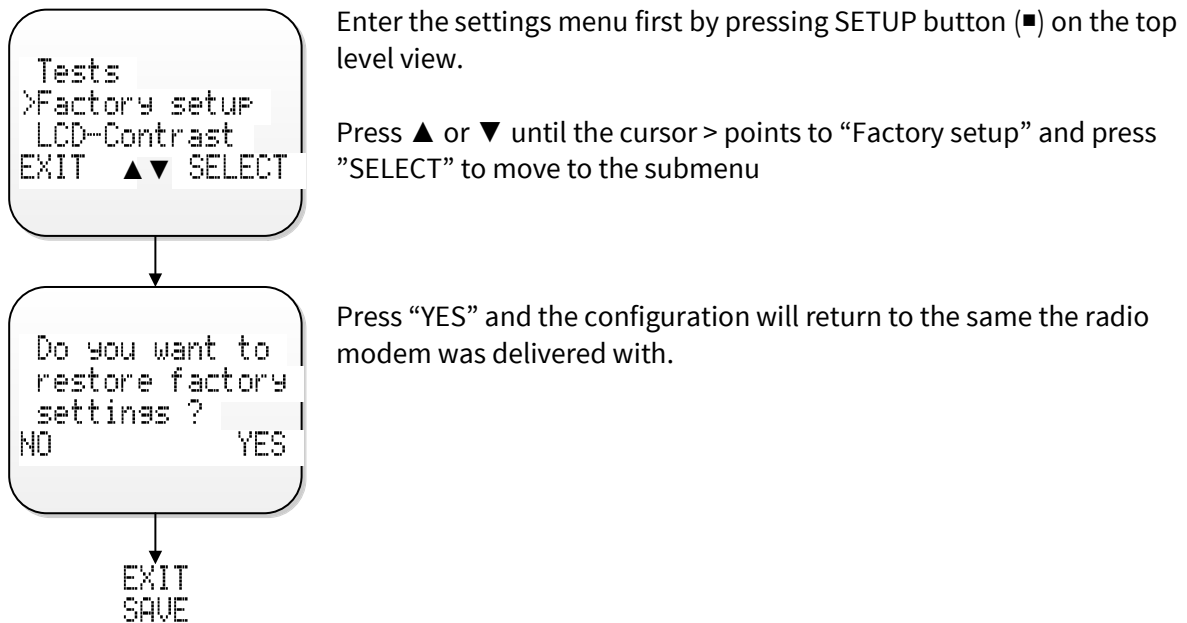 Enter the settings menu first by pressing SETUP button (■) on the top
level view.
Tests
>Factory setup
LCD-Contrast
EXIT ▲▼ SELECT
Press ▲ or ▼ until the cursor > points to “Factory setup” and press
”SELECT” to move to the submenu
Do you want to
restore factory
settings ?
NO YES
Press “YES” and the configuration will return to the same the radio
modem was delivered with.
EXIT
SAVE